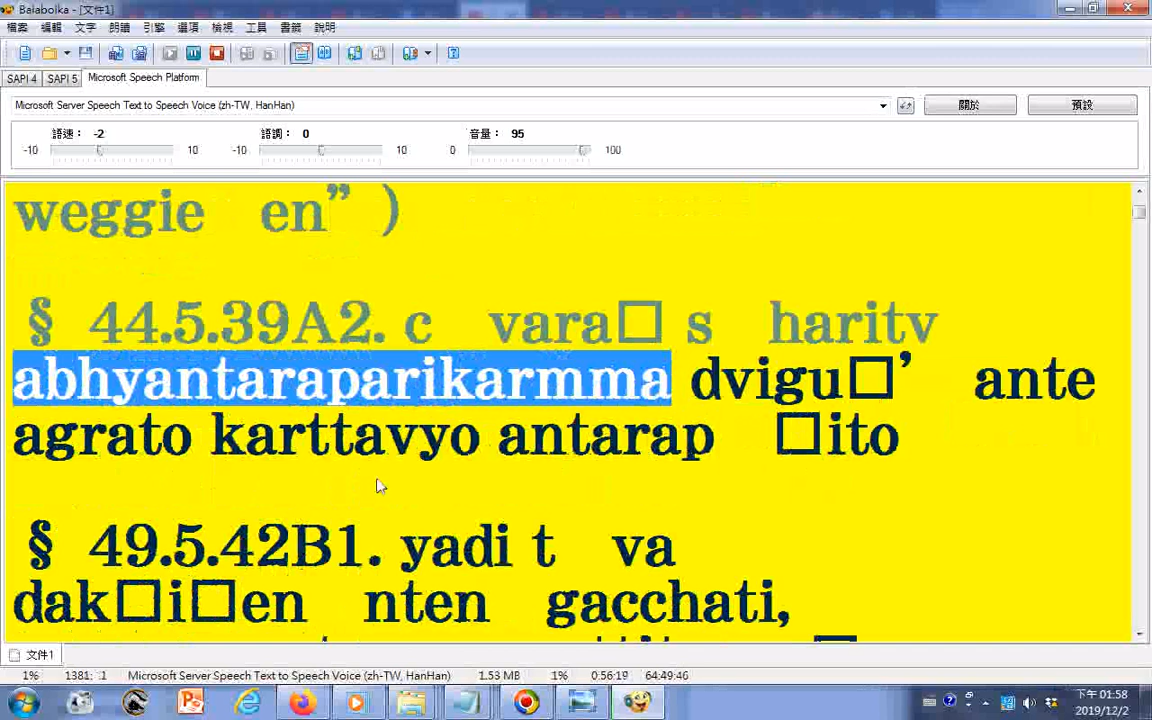 Balabolka - [文件1]
檔案 編輯 文字 朗讀 引擎 選項 檢視 工具 書籤 說明
SAPI 4 SAPI 5 Microsoft Speech Platform
Microsoft Server Speech Text to Speech Voice (zh-TW, HanHan) 關於 預設
語速： -2 語調： 0 音量： 95
-10 10 -10 10 0 100
weggie en” )
§ 44.5.39A2. c vara□ s haritv
abhyantaraparikarmma dvigu□’ ante
agrato karttavyo antarap □ito
§ 49.5.42B1. yadi t va
dak□i□en nten gacchati,
文件1
1% 1381: 1 Microsoft Server Speech Text to Speech Voice (zh-TW, HanHan) 1.53 MB 1% 0:56:19 64:49:46
下午 01:58
2019/12/2